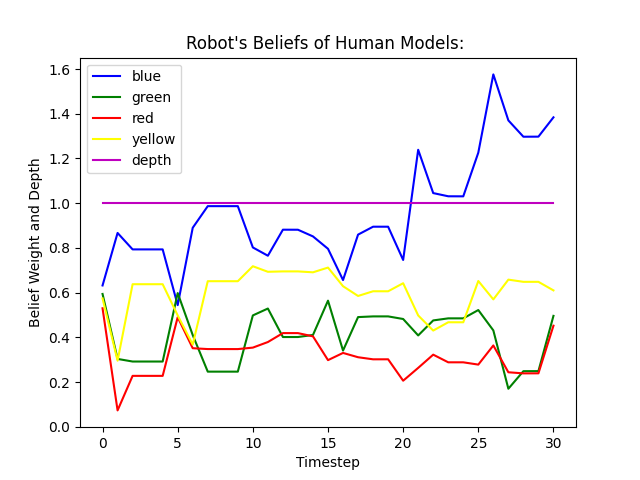 Robot's Beliefs of Human Models:
1.6
1.4
1.2
1.0
0.8
0.6
0.4
0.2
0.0
Belief Weight and Depth
blue
green
red
yellow
depth
0 5 10 15 20 25 30
Timestep